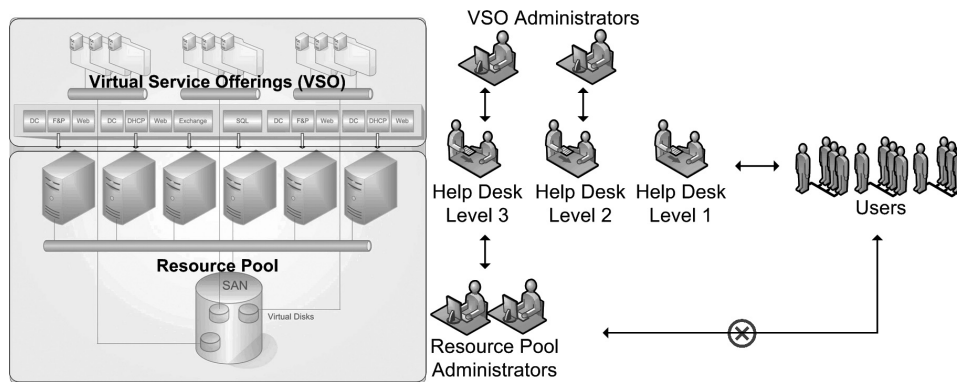 VSO Administrators
Virtual Service Offerings (VSO)
DC F&P Web DC DHCP Web Exchange SQL DC F&P Web DC DHCP Web
Help Desk
Level 3
Help Desk
Level 2
Help Desk
Level 1
Users
Resource Pool
SAN
Virtual Disks
Resource Pool
Administrators